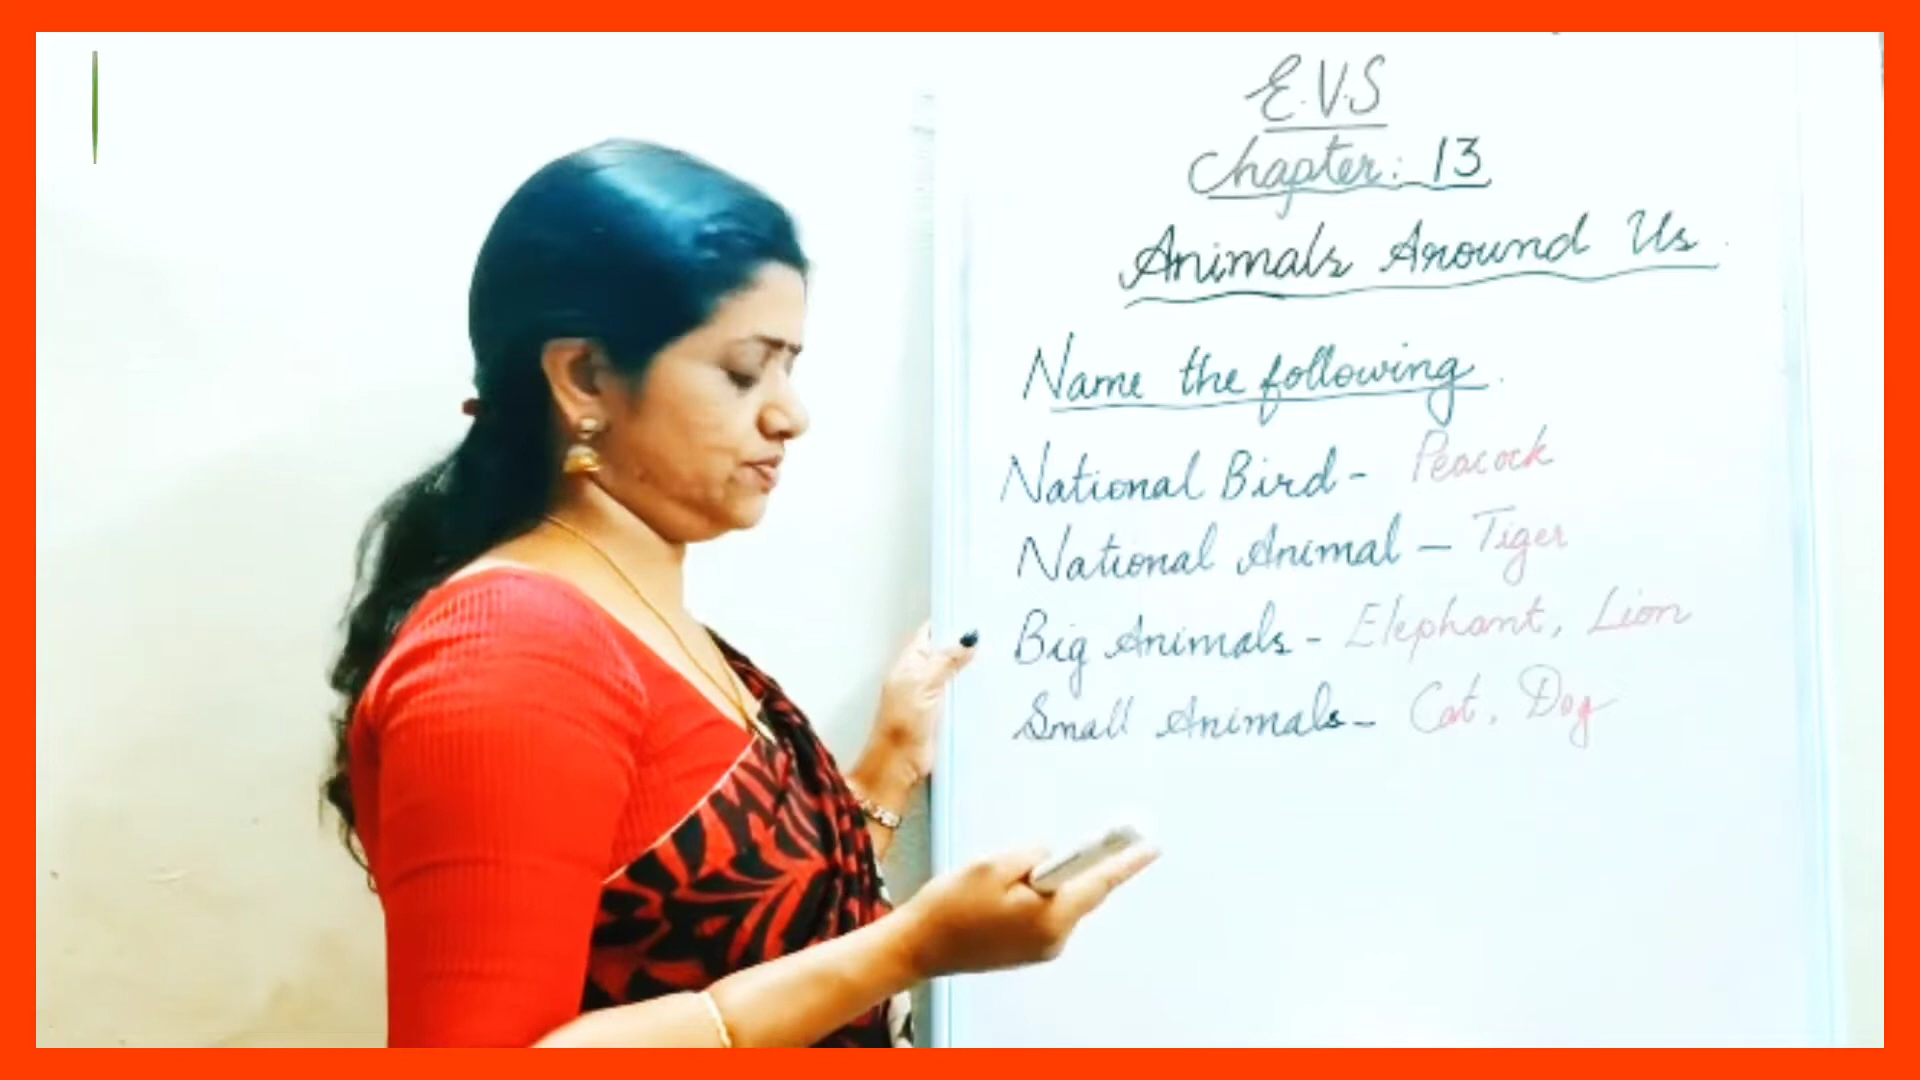 E.V.S
Chapter: 13
Animals Around Us.
Name the following.
National Bird - Peacock
National Animal - Tiger
Big Animals - Elephant, Lion
Small Animals - Cat, Dog